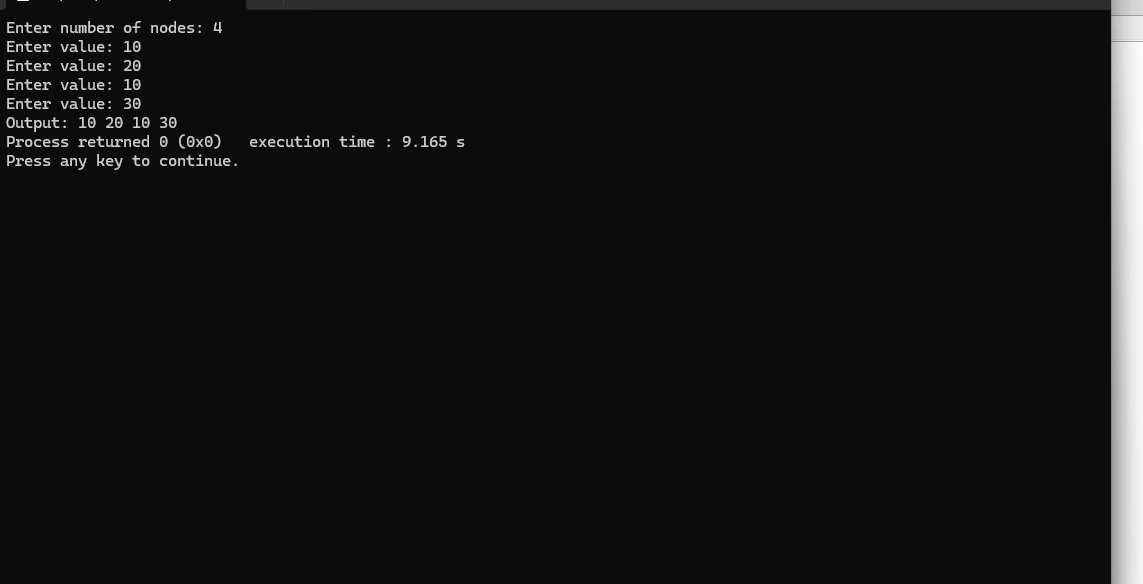 Enter number of nodes: 4
Enter value: 10
Enter value: 20
Enter value: 10
Enter value: 30
Output: 10 20 10 30
Process returned 0 (0x0)   execution time : 9.165 s
Press any key to continue.